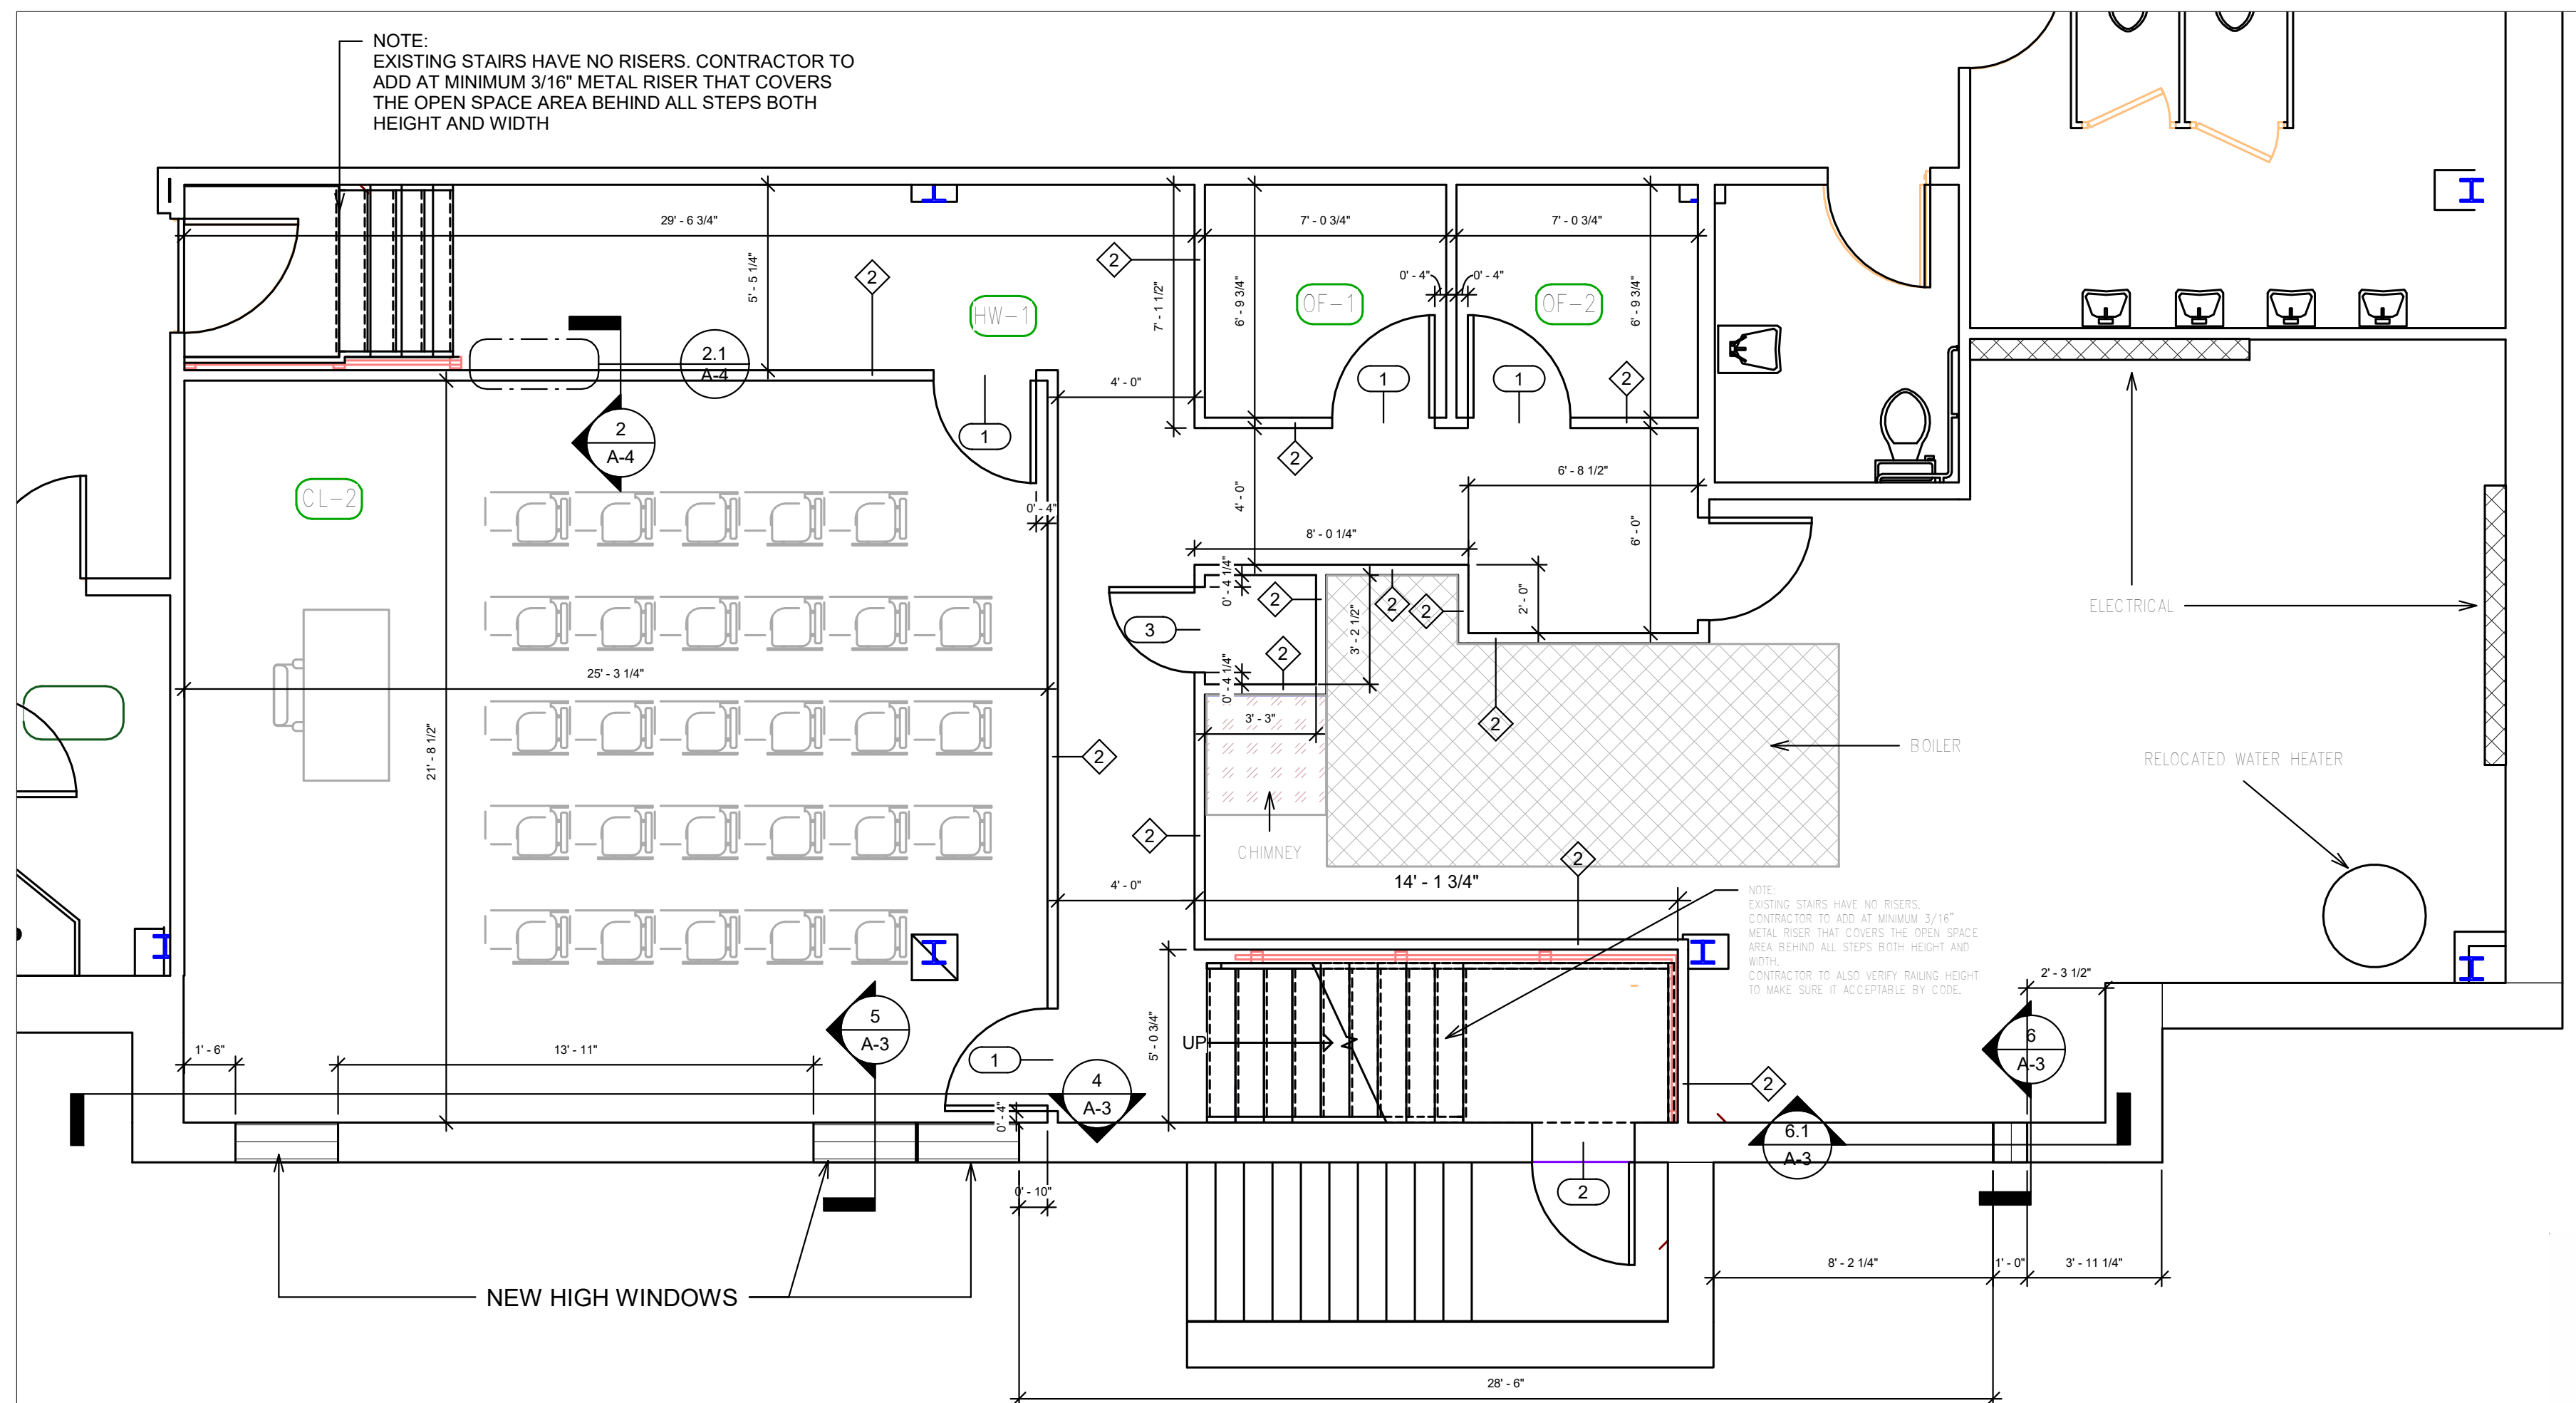 NOTE:
EXISTING STAIRS HAVE NO RISERS. CONTRACTOR TO
ADD AT MINIMUM 3/16" METAL RISER THAT COVERS
THE OPEN SPACE AREA BEHIND ALL STEPS BOTH
HEIGHT AND WIDTH
29' - 6 3/4"
7' - 0 3/4"
7' - 0 3/4"
5' - 5 1/4"
2
2
HW-1
7' - 1 1/2"
6' - 9 3/4"
OF-1
0' - 4"
0' - 4"
OF-2
6' - 9 3/4"
2.1
A-4
4' - 0"
1
1
2
2
A-4
1
2
CL-2
0' - 4"
4' - 0"
6' - 8 1/2"
8' - 0 1/4"
6' - 0"
0' - 4 1/4"
2
2
2
2' - 0"
3
3' - 2 1/2"
2
0' - 4 1/4"
ELECTRICAL
25' - 3 1/4"
21' - 8 1/2"
3' - 3"
2
2
BOILER
RELOCATED WATER HEATER
2
CHIMNEY
2
4' - 0"
14' - 1 3/4"
NOTE:
EXISTING STAIRS HAVE NO RISERS.
CONTRACTOR TO ADD AT MINIMUM 3/16"
METAL RISER THAT COVERS THE OPEN SPACE
AREA BEHIND ALL STEPS BOTH HEIGHT AND
WIDTH.
CONTRACTOR TO ALSO VERIFY RAILING HEIGHT
TO MAKE SURE IT ACCEPTABLE BY CODE.
2' - 3 1/2"
5
A-3
1' - 6"
13' - 11"
1
5' - 0 3/4"
UP
6
A-3
4
A-3
2
0' - 4"
6.1
A-3
0' - 10"
2
NEW HIGH WINDOWS
8' - 2 1/4"
1' - 0"
3' - 11 1/4"
28' - 6"